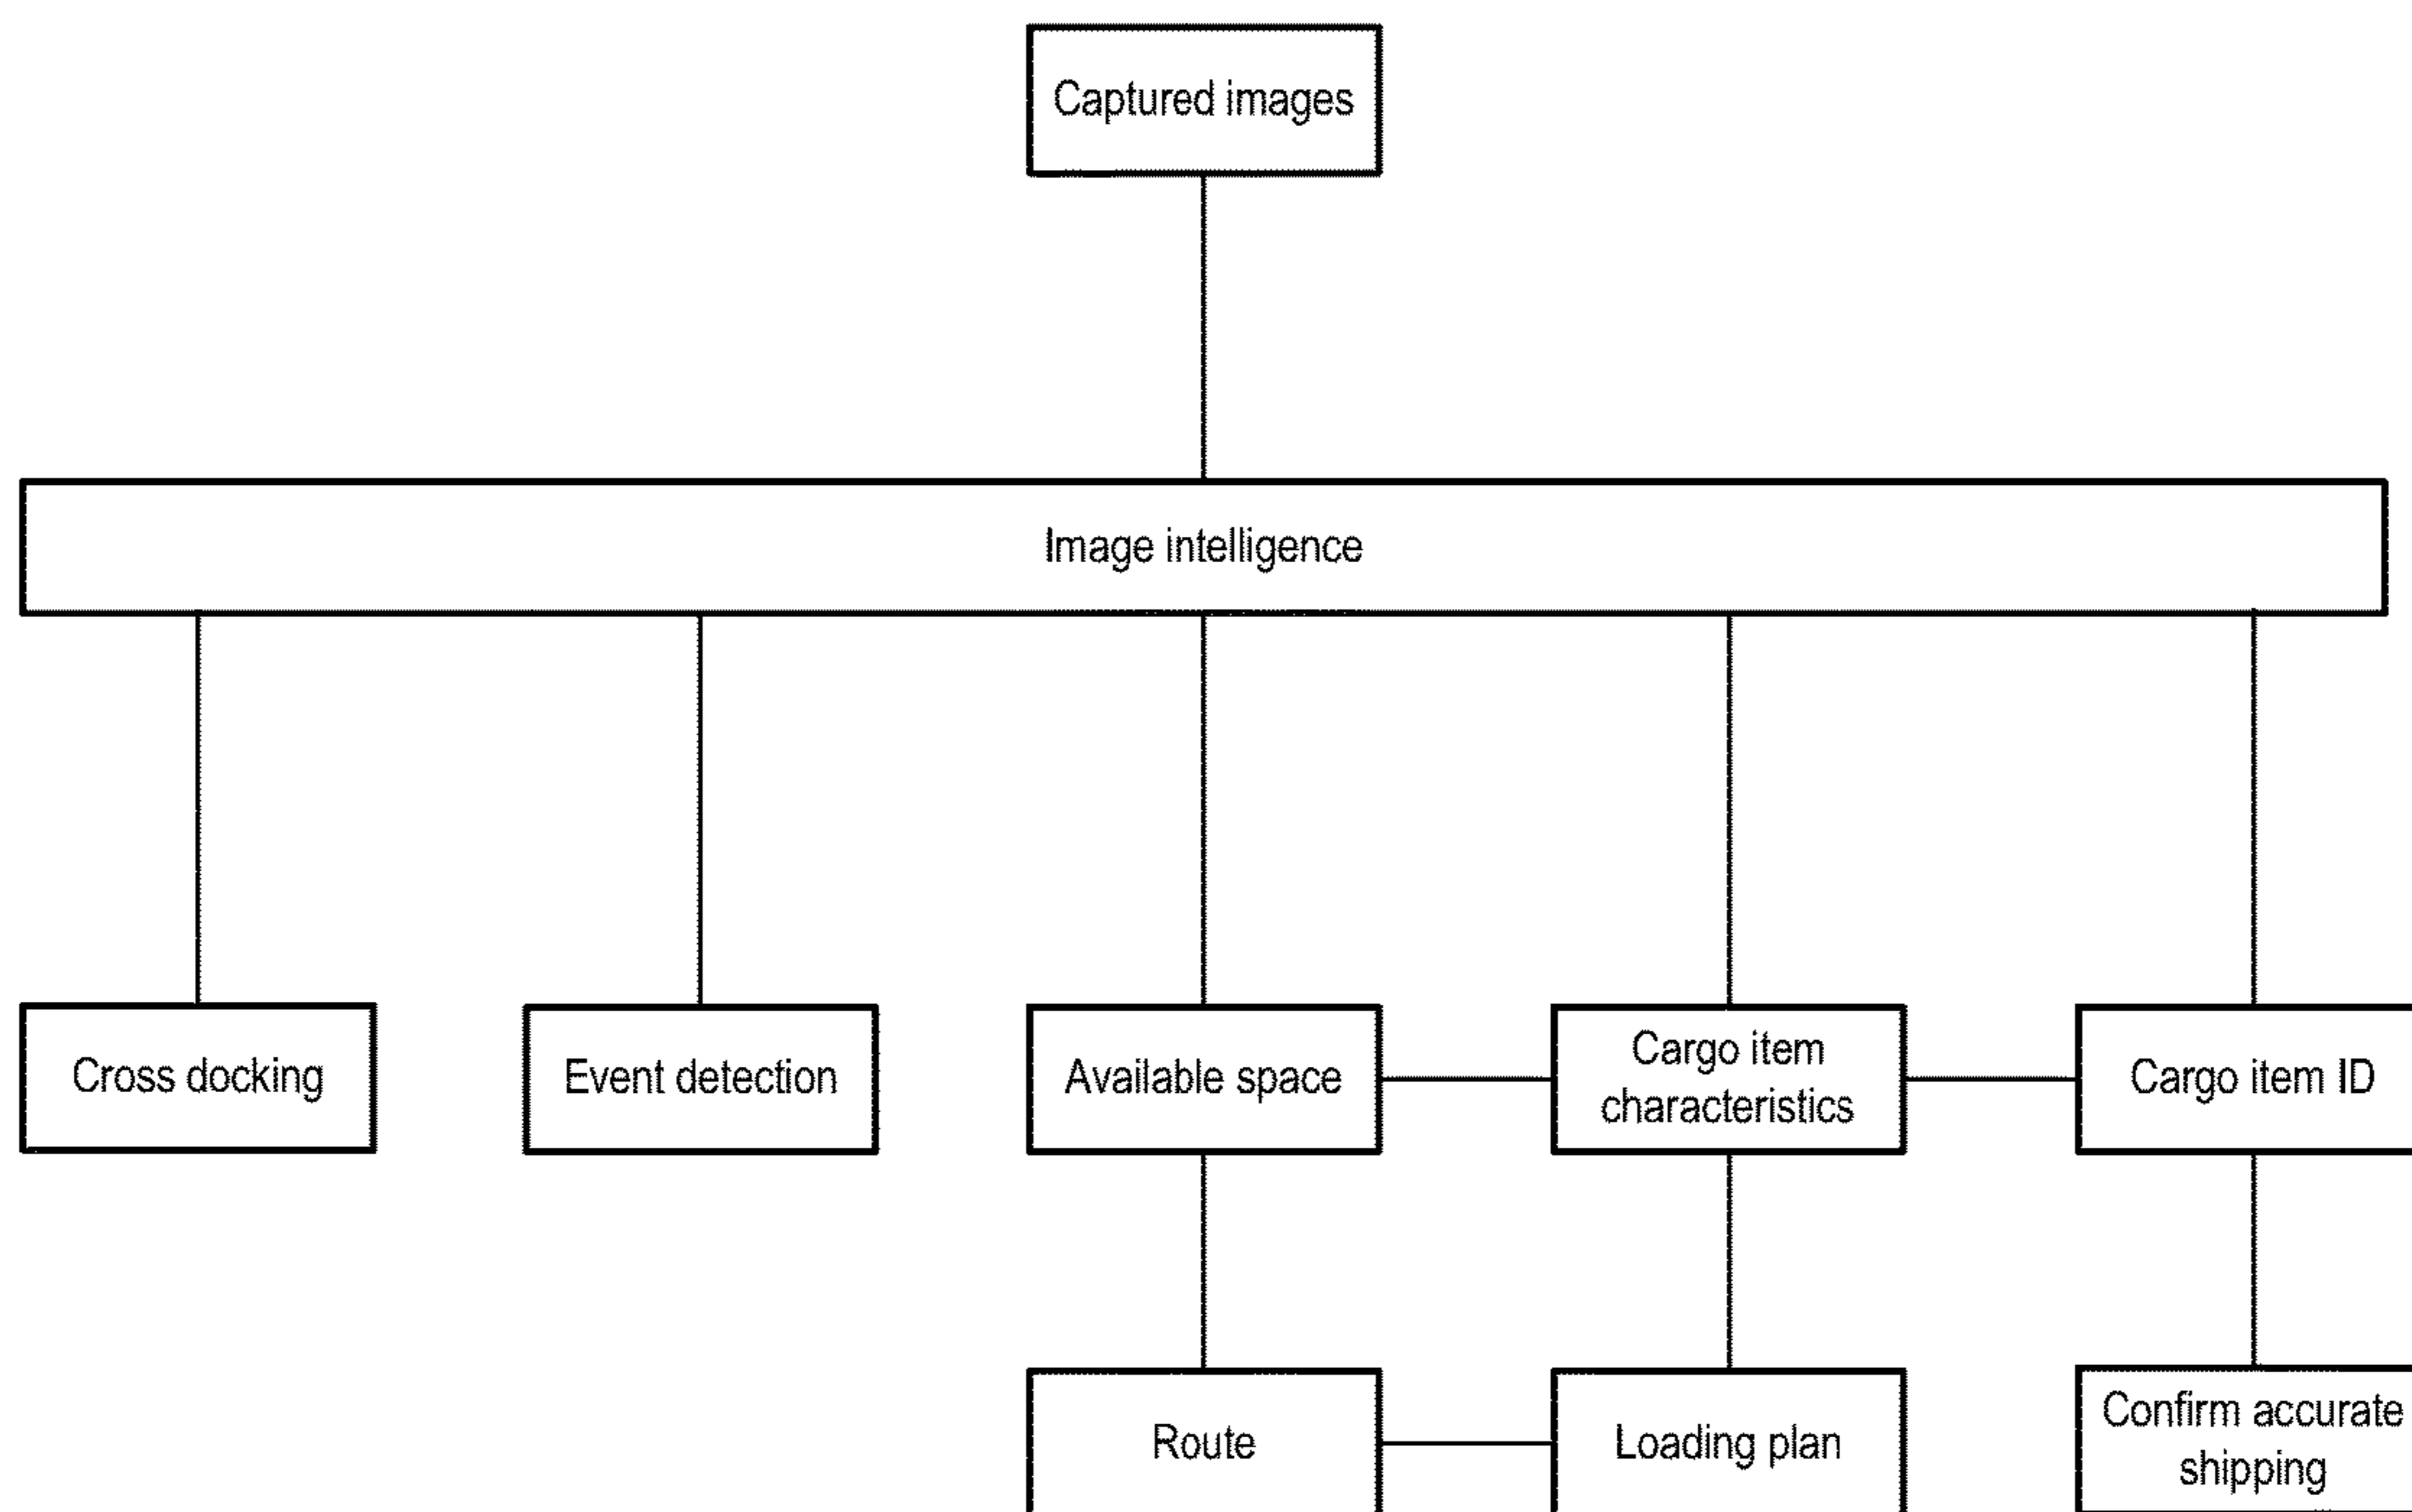 Captured images
Image intelligence
Cross docking
Event detection
Available space
Cargo item
characteristics
Cargo item ID
Route
Loading plan
Confirm accurate
shipping